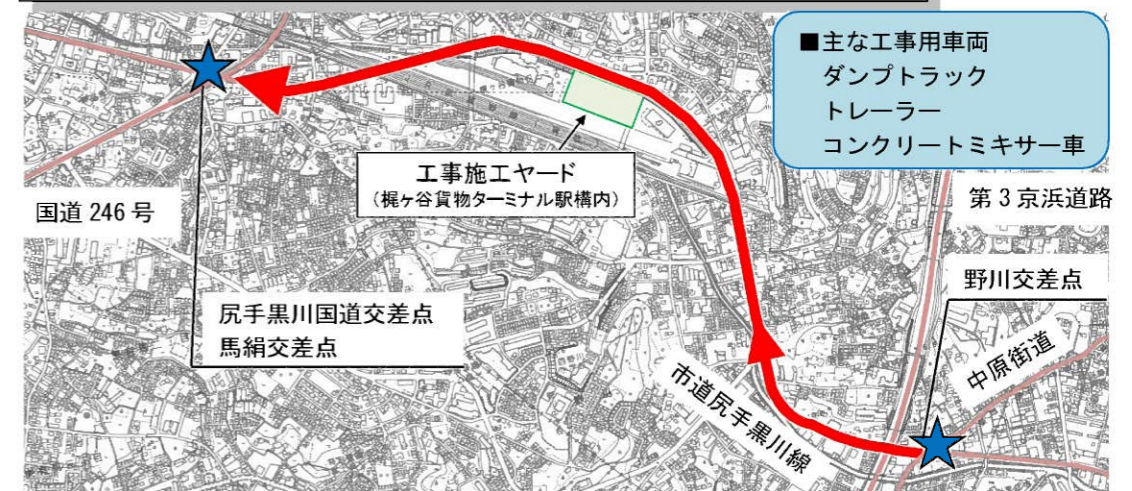 ■主な工事用車両
ダンプトラック
トレーラー
コンクリートミキサー車
工事施工ヤード
（梶ヶ谷貨物ターミナル駅構内）
国道 246 号
第 3 京浜道路
野川交差点
尻手黒川国道交差点
馬絹交差点
中原街道
市道尻手黒川線